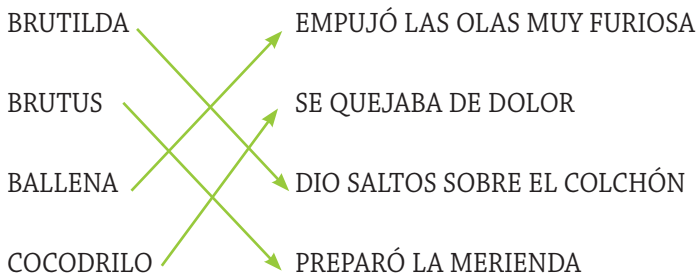 BRUTILDA EMPUJÓ LAS OLAS MUY FURIOSA
BRUTUS SE QUEJABA DE DOLOR
BALLENA DIO SALTOS SOBRE EL COLCHÓN
COCODRILO PREPARÓ LA MERIENDA